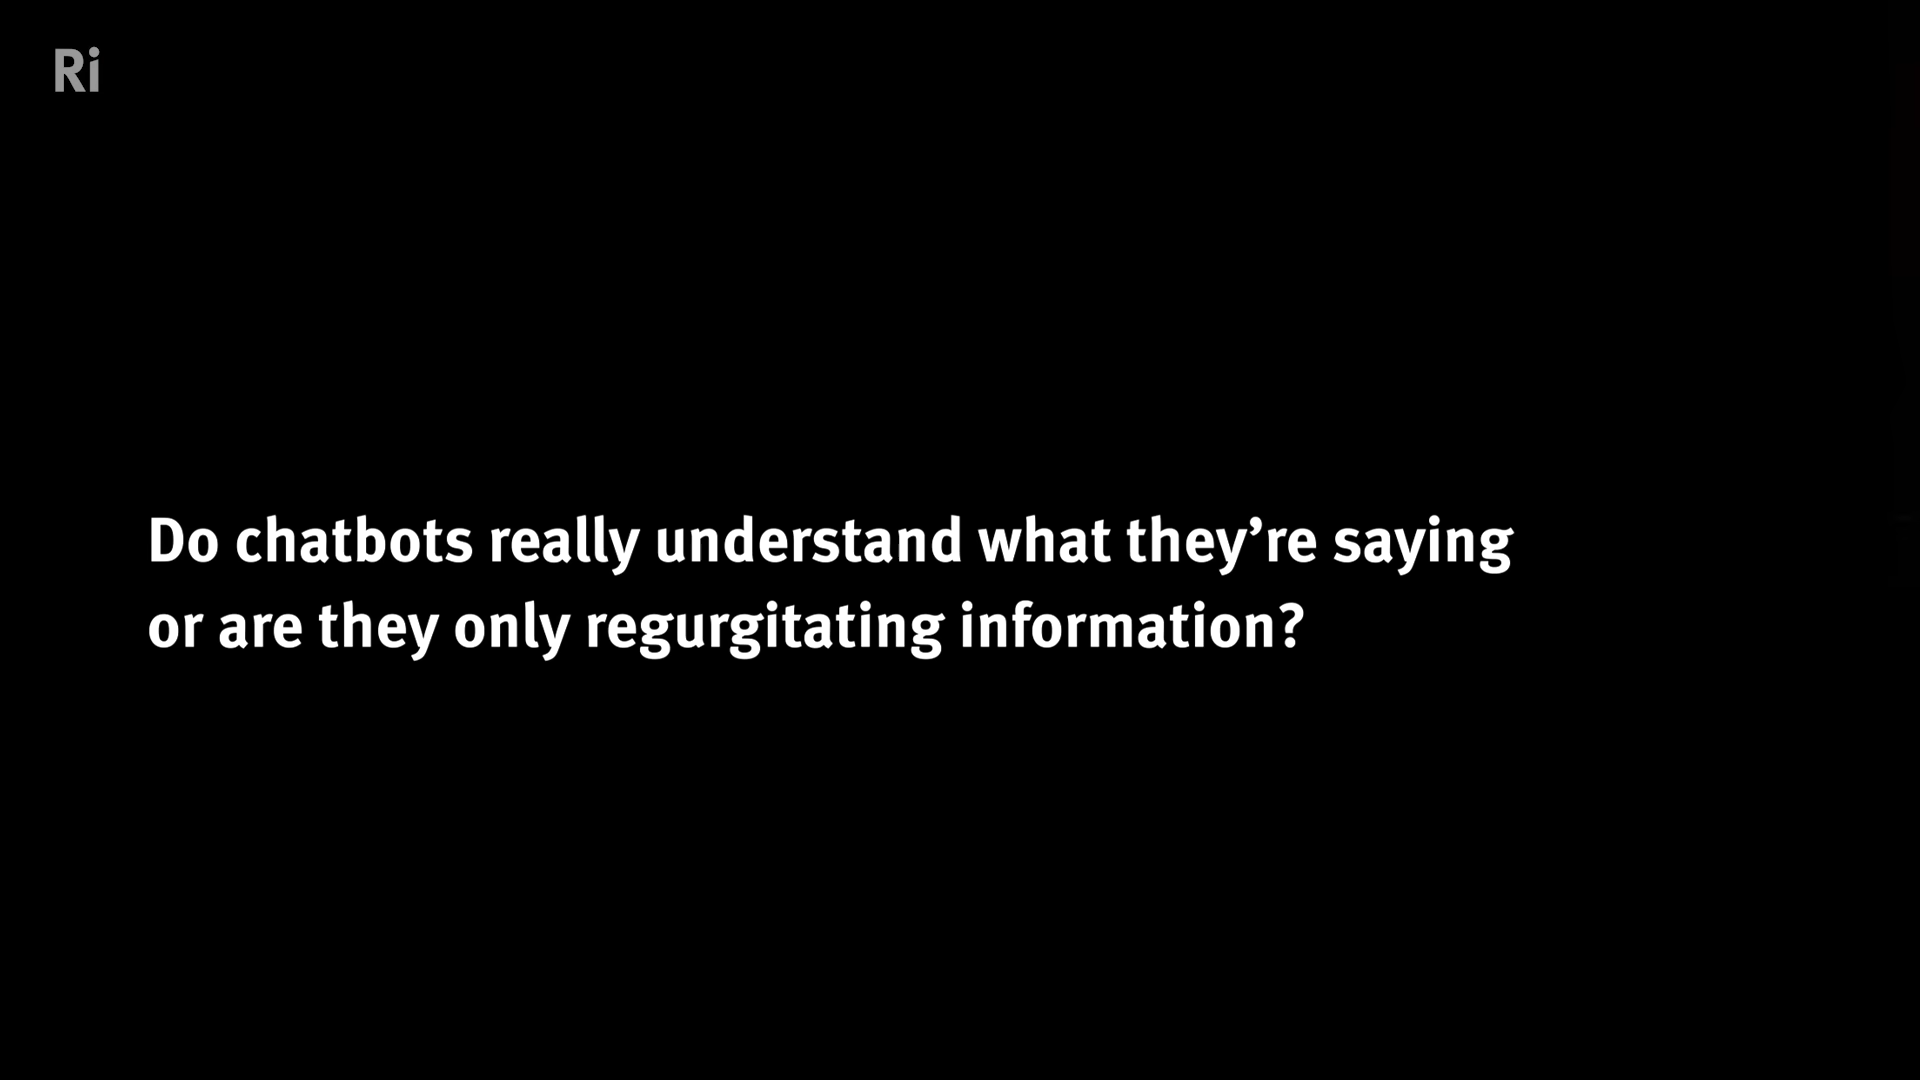 Ri
Do chatbots really understand what they’re saying
or are they only regurgitating information?